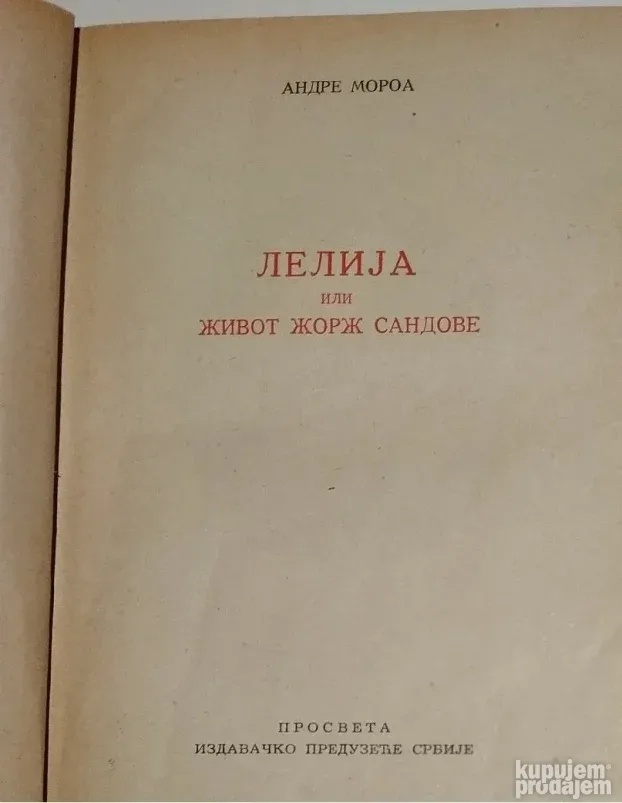 АНДРЕ МОРОА
ЛЕЛИЈА
ИЛИ
ЖИВОТ ЖОРЖ САНДОВЕ
ПРОСВЕТА
ИЗДАВАЧКО ПРЕДУЗЕЋЕ СРБИЈЕ
kupujem
prodajem